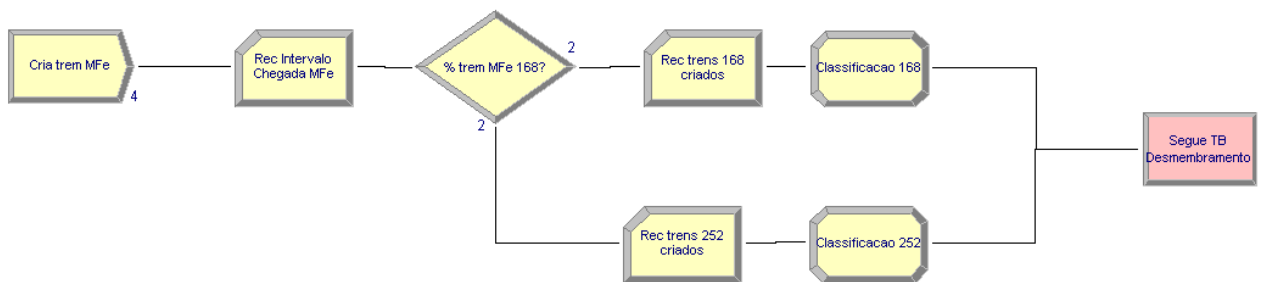 Cria trem MFe
4
Rec Intervalo
Chegada MFe
% trem MFe 168?
2
2
Rec trens 168
criados
Classificacao 168
Rec trens 252
criados
Classificacao 252
Segue TB
Desmembramento